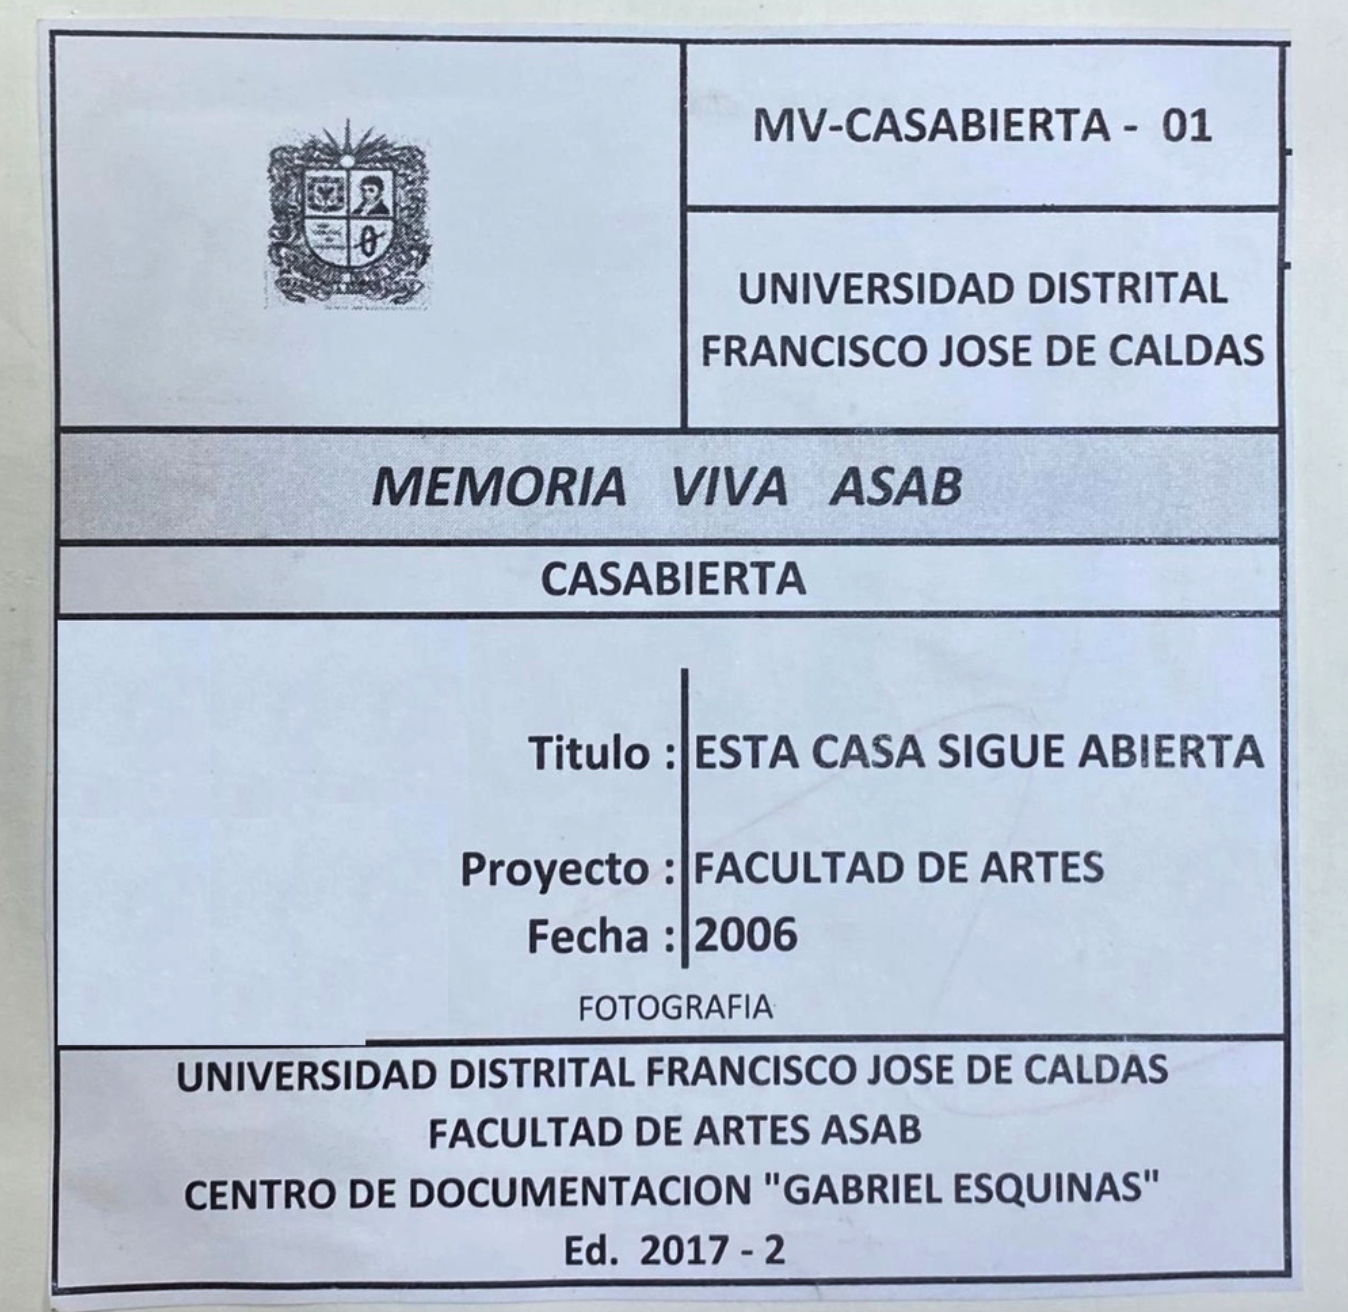 MV-CASABIERTA - 01
UNIVERSIDAD DISTRITAL
FRANCISCO JOSE DE CALDAS
MEMORIA VIVA ASAB
CASABIERTA
Titulo : ESTA CASA SIGUE ABIERTA
Proyecto : FACULTAD DE ARTES
Fecha : 2006
FOTOGRAFIA
UNIVERSIDAD DISTRITAL FRANCISCO JOSE DE CALDAS
FACULTAD DE ARTES ASAB
CENTRO DE DOCUMENTACION "GABRIEL ESQUINAS"
Ed. 2017 - 2